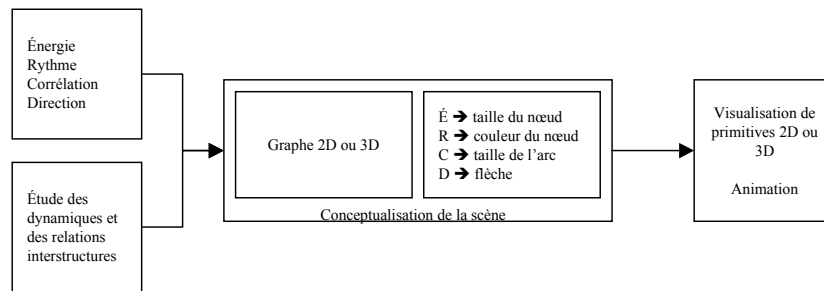 Énergie
Rythme
Corrélation
Direction
Étude des
dynamiques et
des relations
interstructures
Graphe 2D ou 3D
É ➔ taille du nœud
R ➔ couleur du nœud
C ➔ taille de l’arc
D ➔ flèche
Conceptualisation de la scène
Visualisation de
primitives 2D ou
3D
Animation